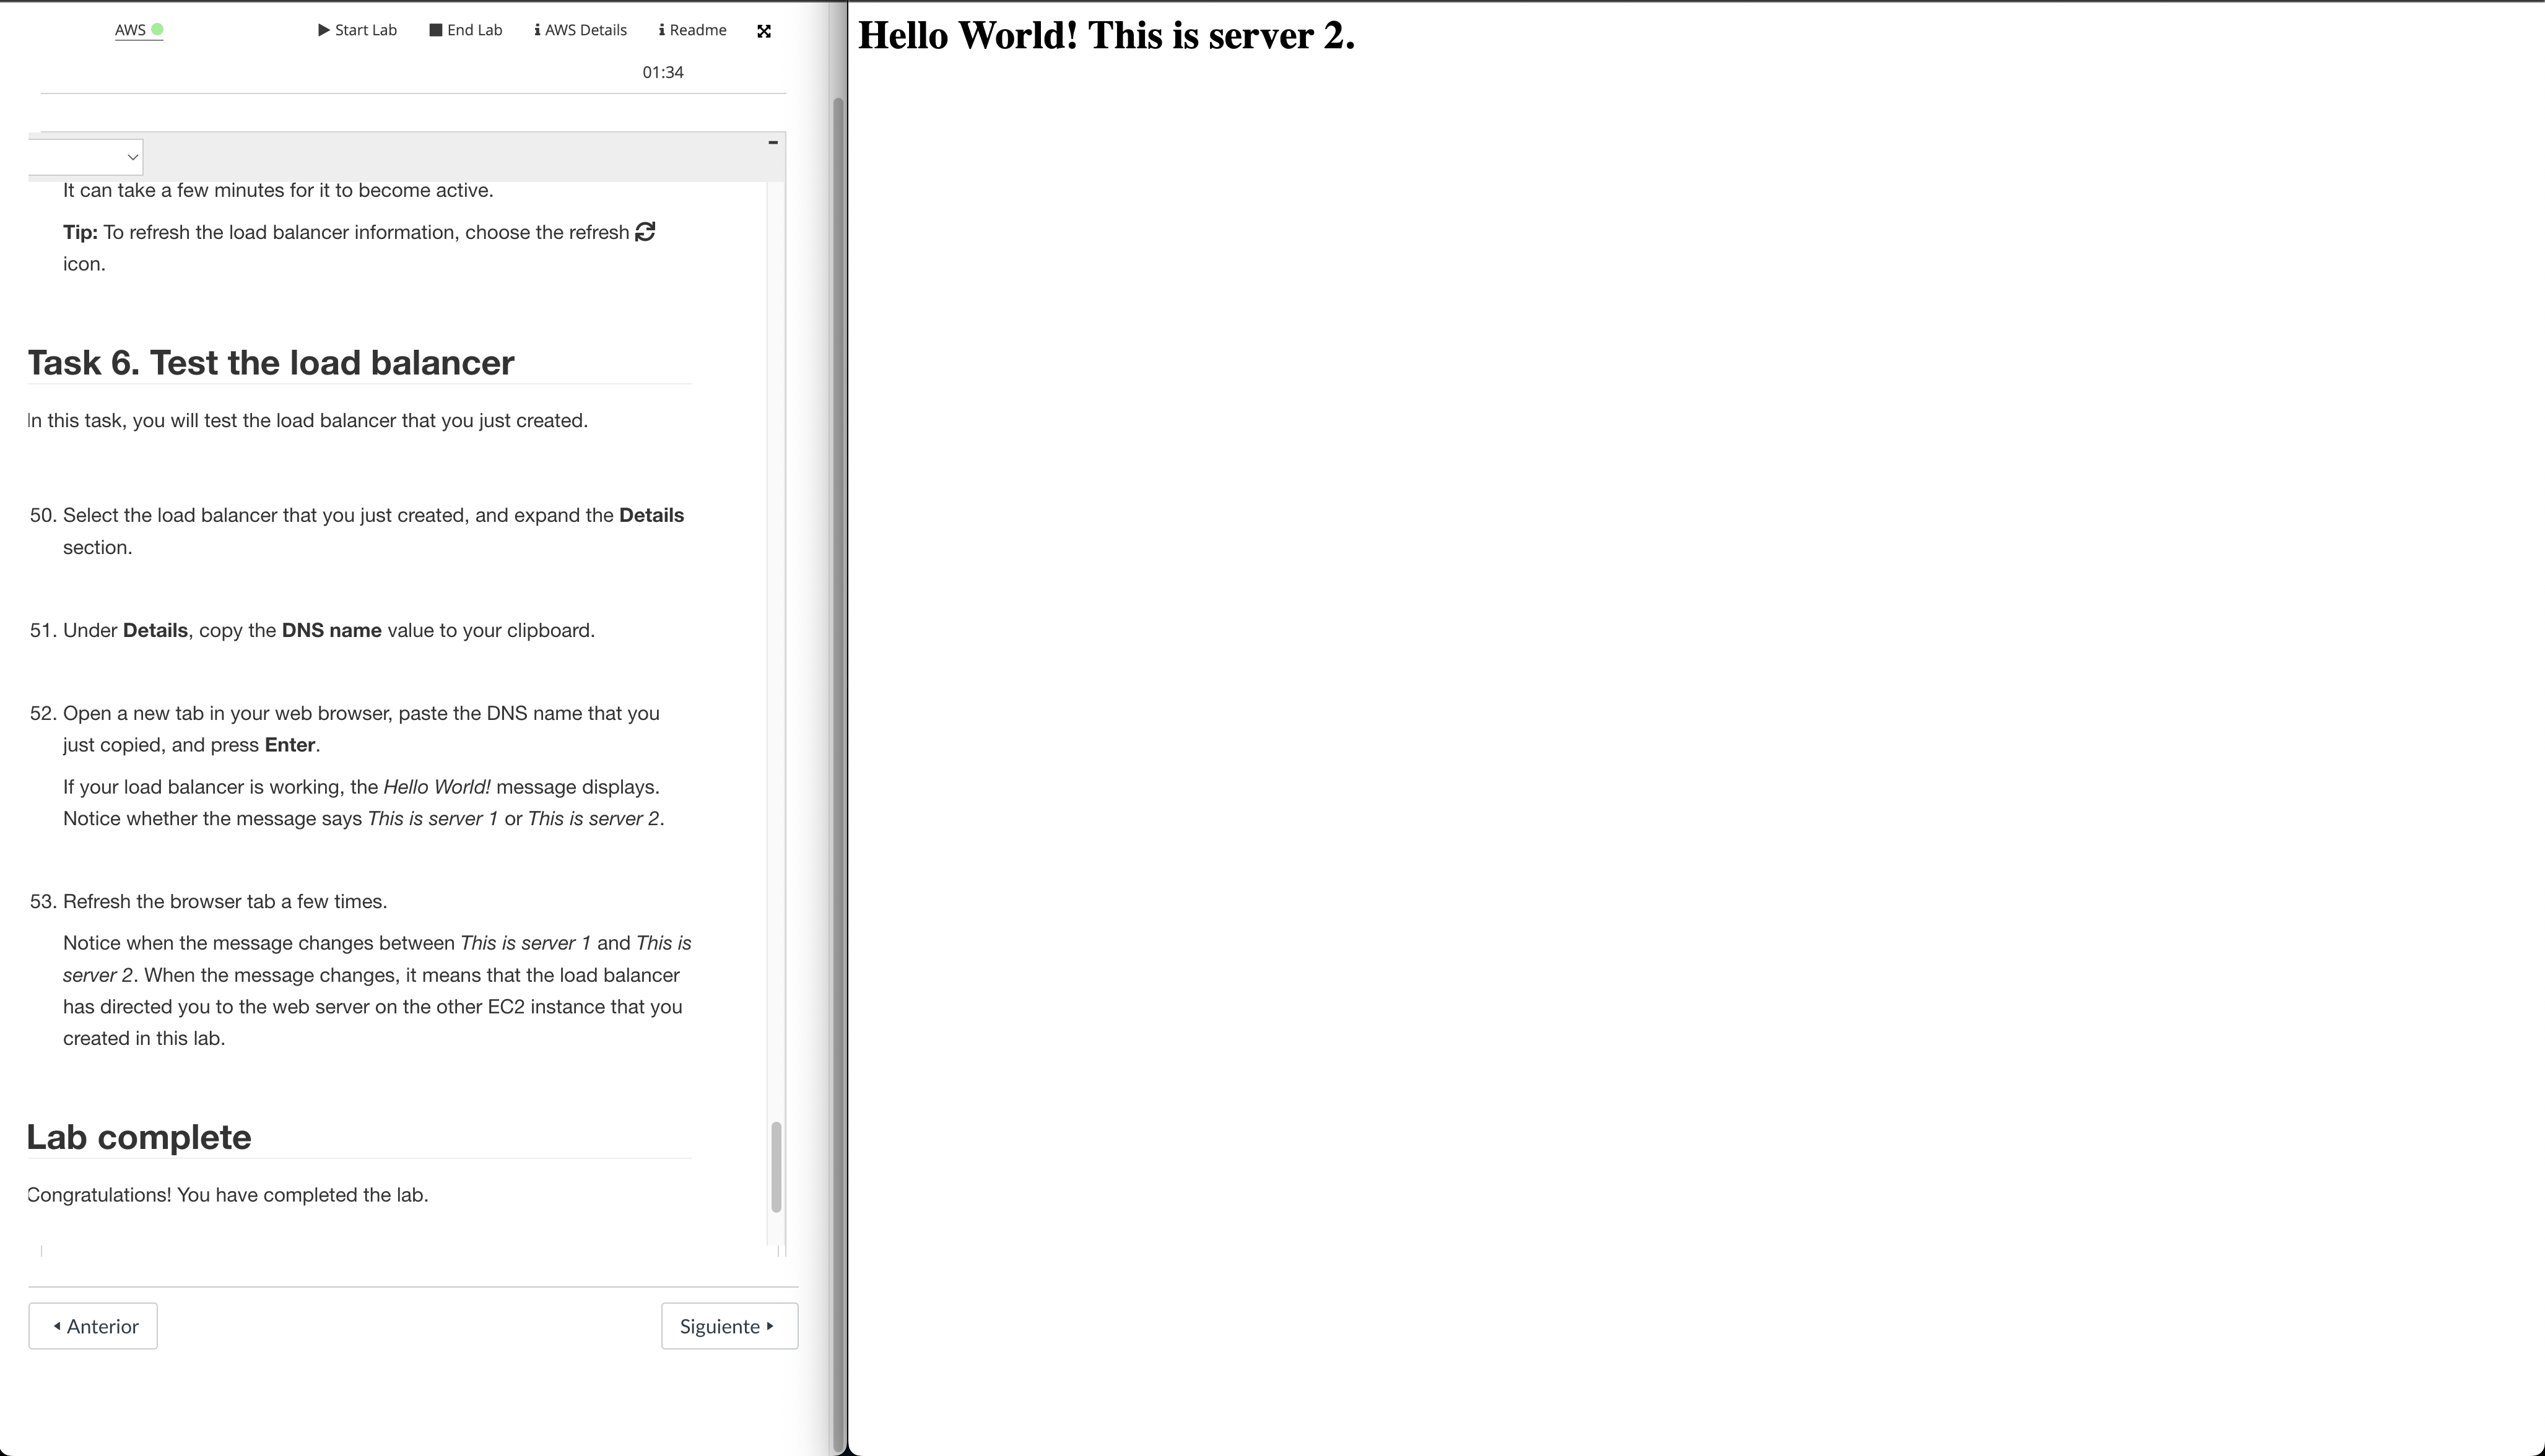 AWS
Start Lab
End Lab
AWS Details
Readme
01:34
It can take a few minutes for it to become active.
Tip: To refresh the load balancer information, choose the refresh
icon.
Task 6. Test the load balancer
In this task, you will test the load balancer that you just created.
50. Select the load balancer that you just created, and expand the Details
section.
51. Under Details, copy the DNS name value to your clipboard.
52. Open a new tab in your web browser, paste the DNS name that you
just copied, and press Enter.
If your load balancer is working, the Hello World! message displays.
Notice whether the message says This is server 1 or This is server 2.
53. Refresh the browser tab a few times.
Notice when the message changes between This is server 1 and This is
server 2. When the message changes, it means that the load balancer
has directed you to the web server on the other EC2 instance that you
created in this lab.
Lab complete
Congratulations! You have completed the lab.
Anterior
Siguiente
Hello World! This is server 2.